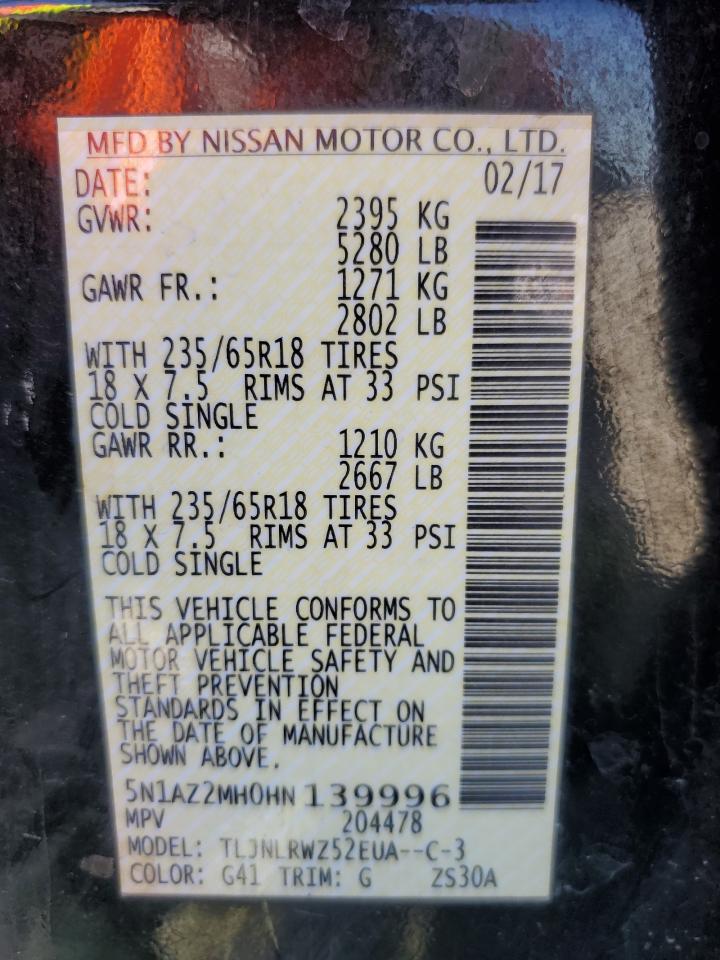 MFD BY NISSAN MOTOR CO., LTD.
DATE: 02/17
GVWR: 2395 KG
5280 LB
GAWR FR.: 1271 KG
2802 LB
WITH 235/65R18 TIRES
18 X 7.5 RIMS AT 33 PSI
COLD SINGLE
GAWR RR.: 1210 KG
2667 LB
WITH 235/65R18 TIRES
18 X 7.5 RIMS AT 33 PSI
COLD SINGLE
THIS VEHICLE CONFORMS TO
ALL APPLICABLE FEDERAL
MOTOR VEHICLE SAFETY AND
THEFT PREVENTION
STANDARDS IN EFFECT ON
THE DATE OF MANUFACTURE
SHOWN ABOVE.
5N1AZ2MH0HN 139996
MPV 204478
MODEL: TLJNLRWZ52EUA--C-3
COLOR: G41 TRIM: G ZS30A